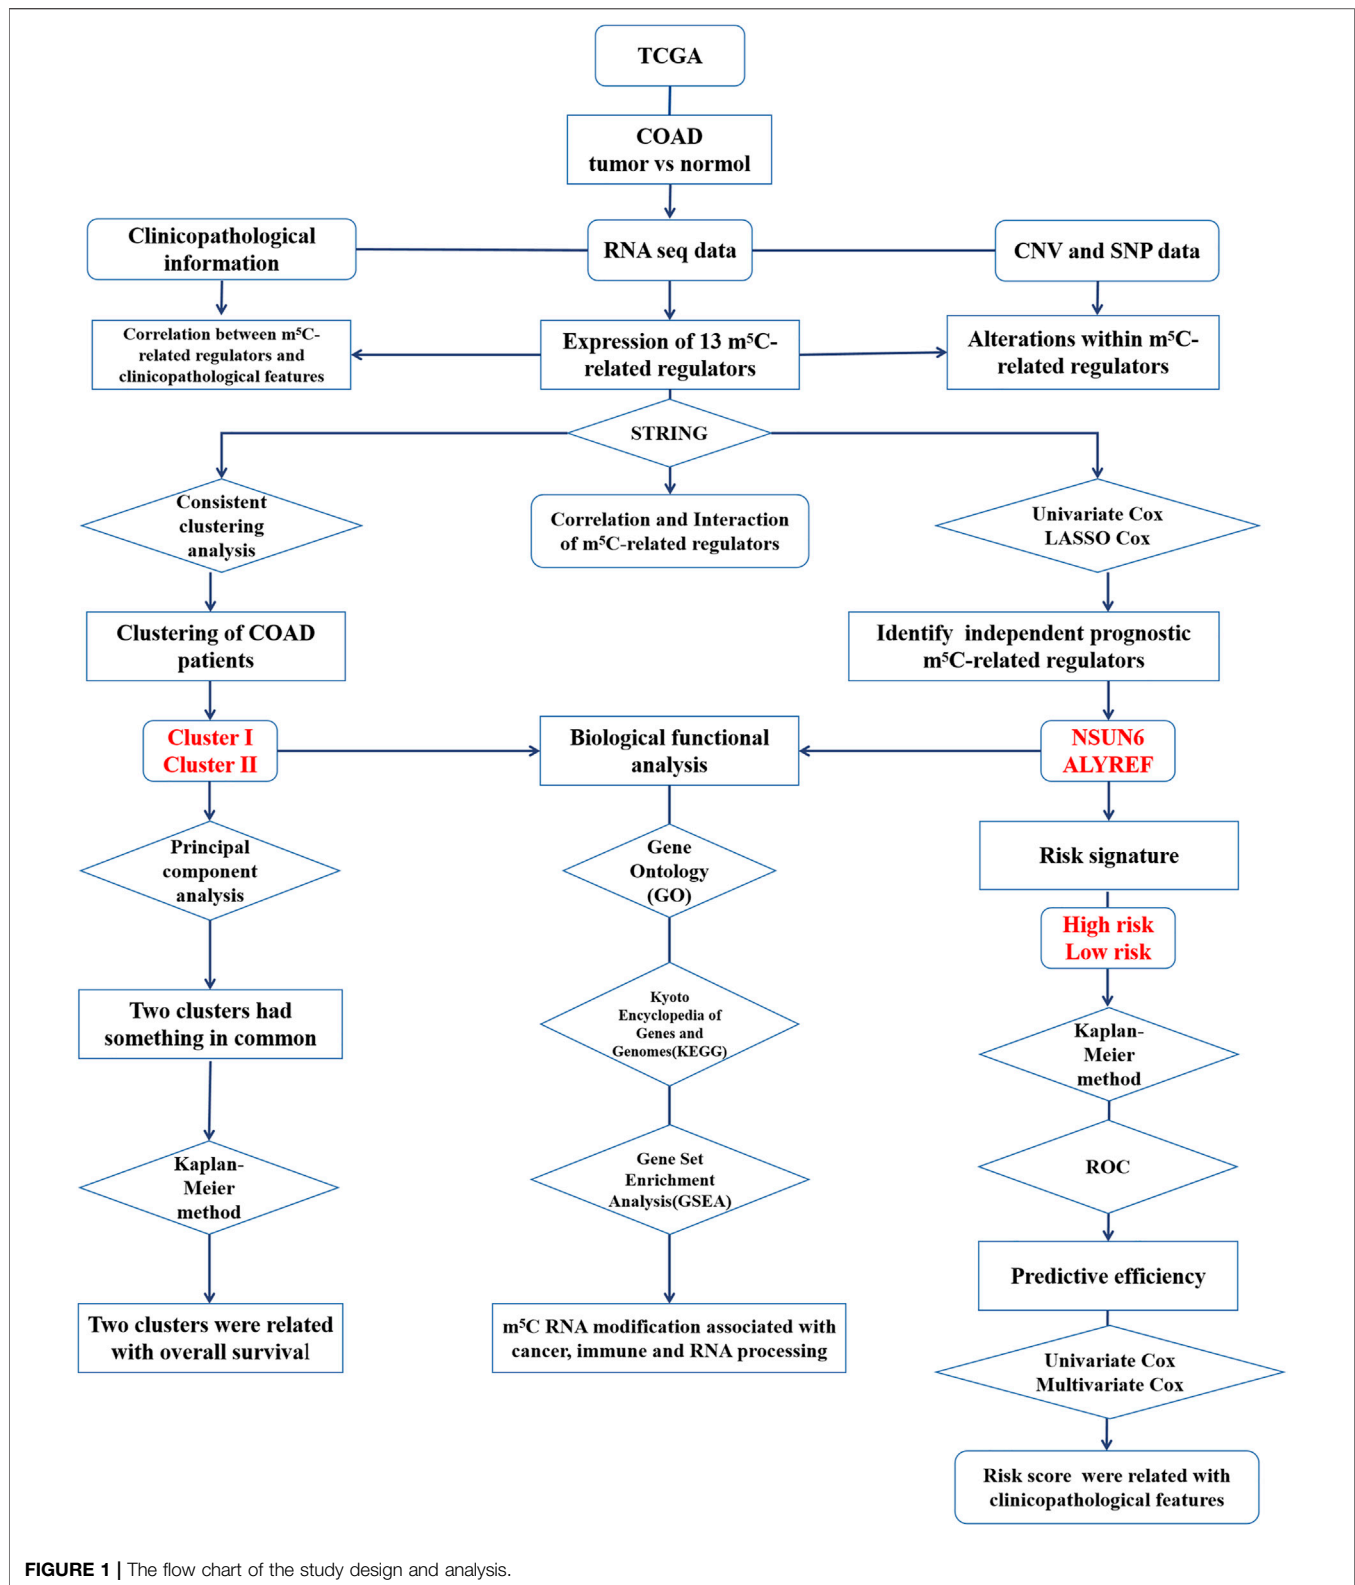 TCGA
COAD
tumor vs normol
Clinicopathological
information
RNA seq data
CNV and SNP data
Correlation between m⁵C-
related regulators and
clinicopathological features
Expression of 13 m⁵C-
related regulators
Alterations within m⁵C-
related regulators
STRING
Consistent
clustering
analysis
Correlation and Interaction
of m⁵C-related regulators
Univariate Cox
LASSO Cox
Clustering of COAD
patients
Identify independent prognostic
m⁵C-related regulators
Cluster I
Cluster II
Biological functional
analysis
NSUN6
ALYREF
Principal
component
analysis
Gene
Ontology
(GO)
Risk signature
High risk
Low risk
Two clusters had
something in common
Kyoto
Encyclopedia of
Genes and
Genomes(KEGG)
Kaplan-
Meier
method
Kaplan-
Meier
method
Gene Set
Enrichment
Analysis(GSEA)
ROC
Predictive efficiency
Two clusters were related
with overall survival
m⁵C RNA modification associated with
cancer, immune and RNA processing
Univariate Cox
Multivariate Cox
Risk score were related with
clinicopathological features
FIGURE 1 | The flow chart of the study design and analysis.